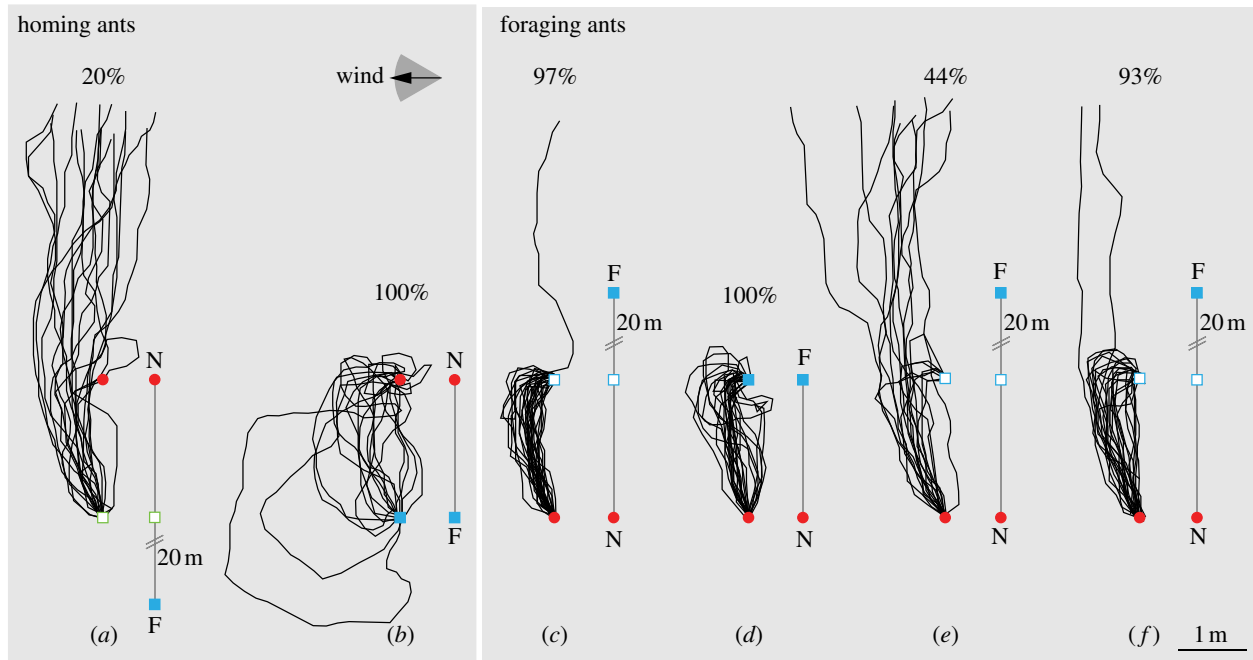 homing ants
foraging ants
20%
wind
97%
44%
93%
100%
100%
F
F
F
20 m
20 m
20 m
N
N
F
N
N
N
N
F
20 m
F
(a)
(b)
(c)
(d)
(e)
(f)
1 m